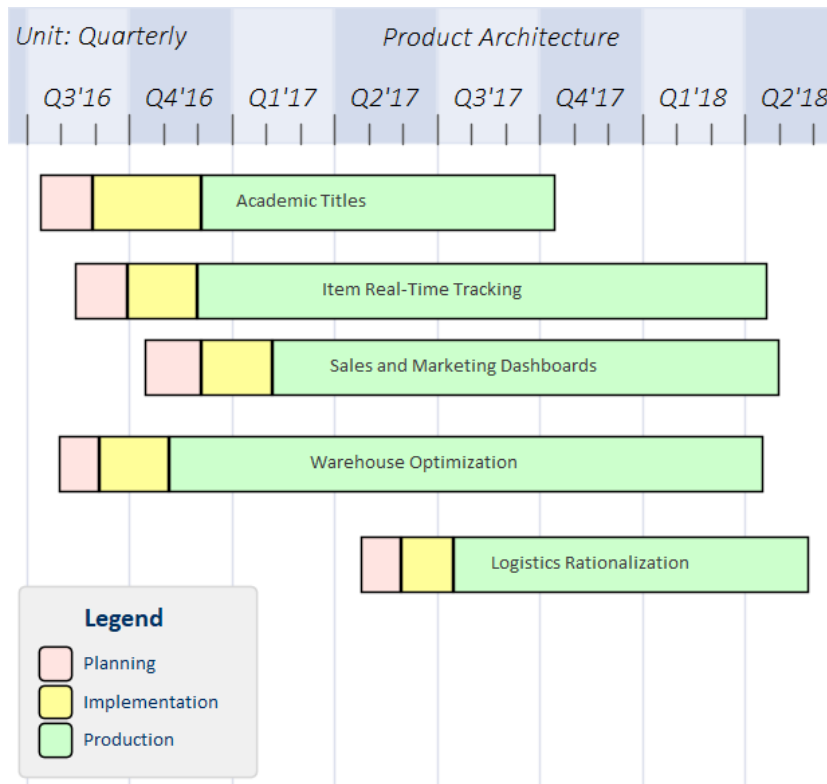 Unit: Quarterly
Product Architecture
Q3'16 Q4'16 Q1'17 Q2'17 Q3'17 Q4'17 Q1'18 Q2'18
Academic Titles
Item Real-Time Tracking
Sales and Marketing Dashboards
Warehouse Optimization
Logistics Rationalization
Legend
Planning
Implementation
Production